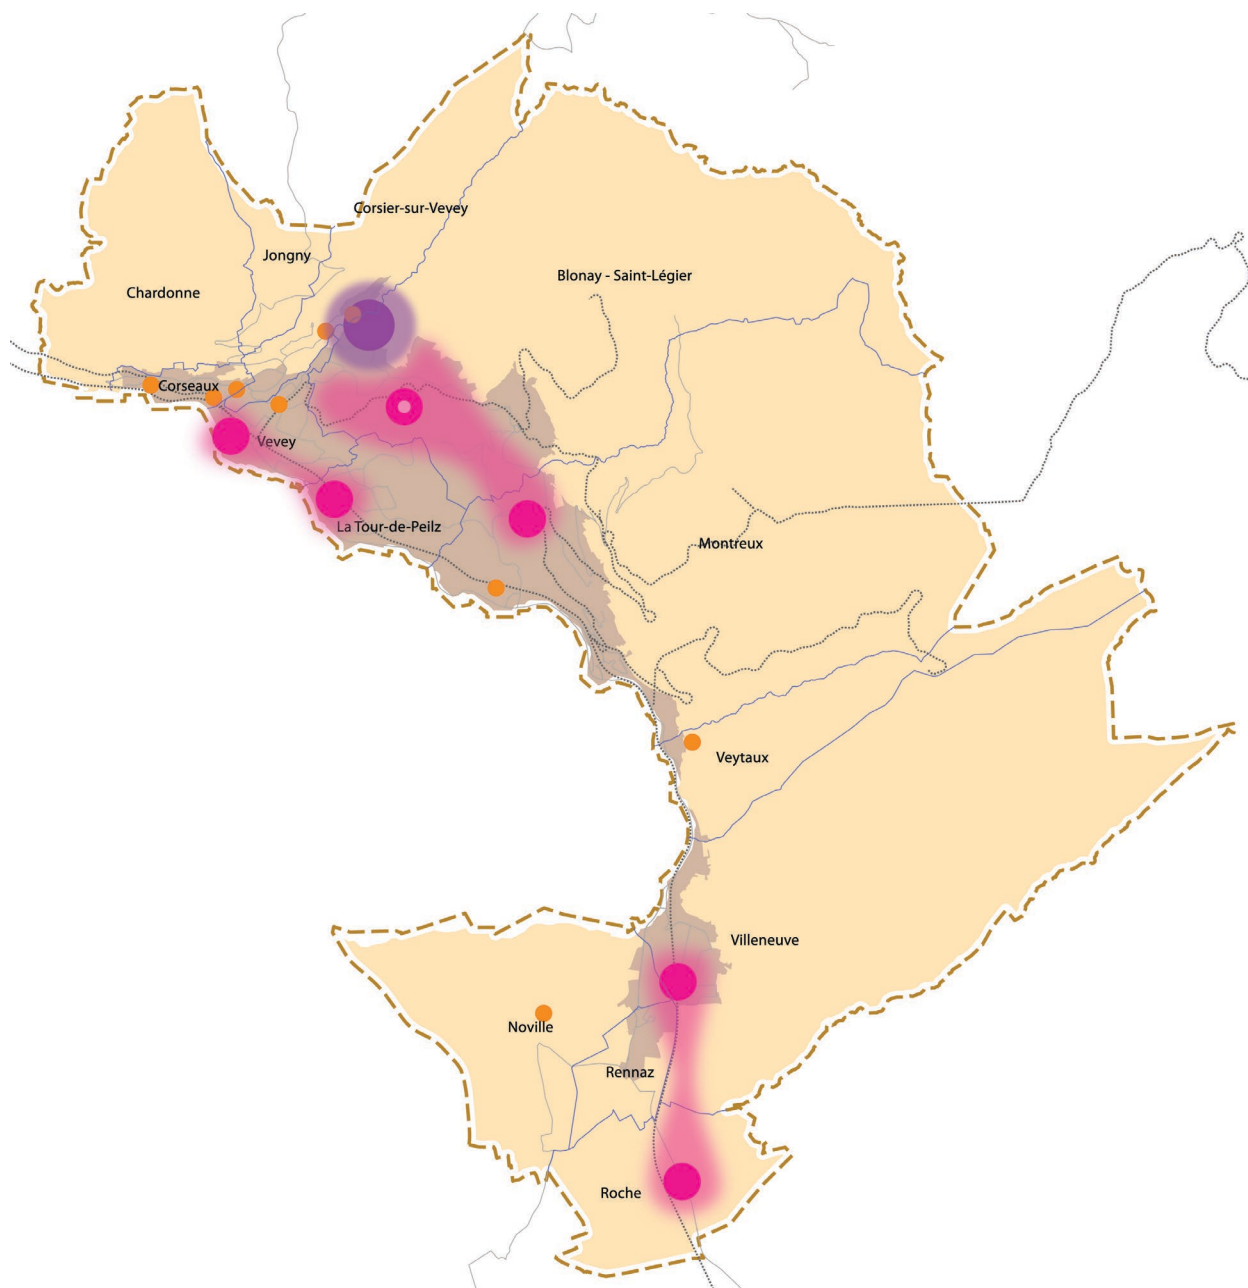 Corsier-sur-Vevey
Jongny
Blonay - Saint-Légier
Chardonne
Corseaux
Vevey
La Tour-de-Peilz
Montreux
Veytaux
Villeneuve
Noville
Rennaz
Roche